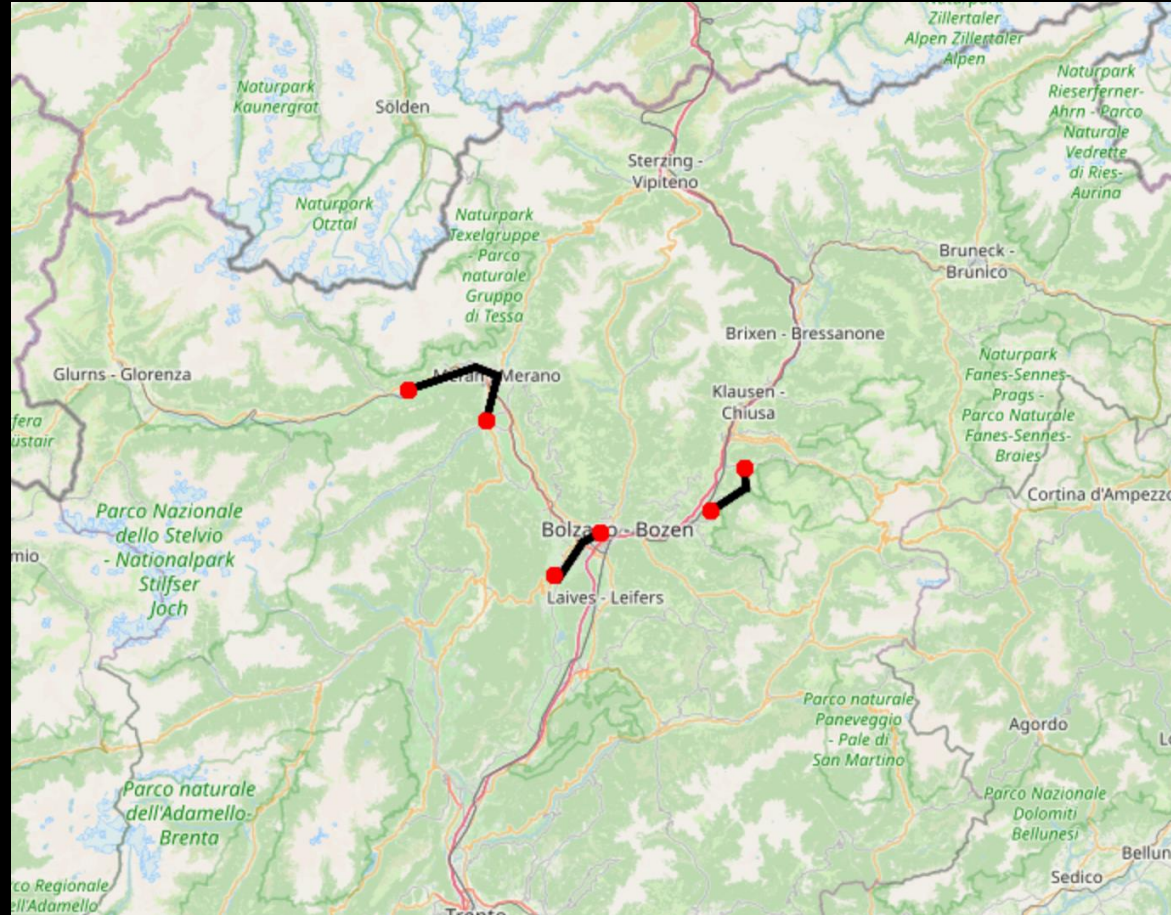 Zillertaler
Alpen Zillertaler
Alpen
Naturpark
Kaunergrat
Sölden
Naturpark
Rieserferner-
Ahrn - Parco
Naturale
Vedrette
di Ries-
Aurina
Sterzing -
Vipiteno
Naturpark
Ötztal
Naturpark
Texelgruppe
- Parco
naturale
Gruppo
di Tessa
Bruneck -
Brunico
Brixen - Bressanone
Glurns - Glorenza
Meran - Merano
Klausen -
Chiusa
Naturpark
Fanes-Sennes-
Prags -
Parco Naturale
Fanes-Sennes-
Braies
fera
üstair
Cortina d'Ampezzo
Parco Nazionale
dello Stelvio
- Nationalpark
Stilfser
Joch
mio
Bolzano - Bozen
Laives - Leifers
Parco naturale
Paneveggio
- Pale di
San Martino
Agordo
Parco naturale
dell'Adamello-
Brenta
Parco Nazionale
Dolomiti
Bellunesi
Bellun
Sedico
co Regionale
ell'Adamello
Trento